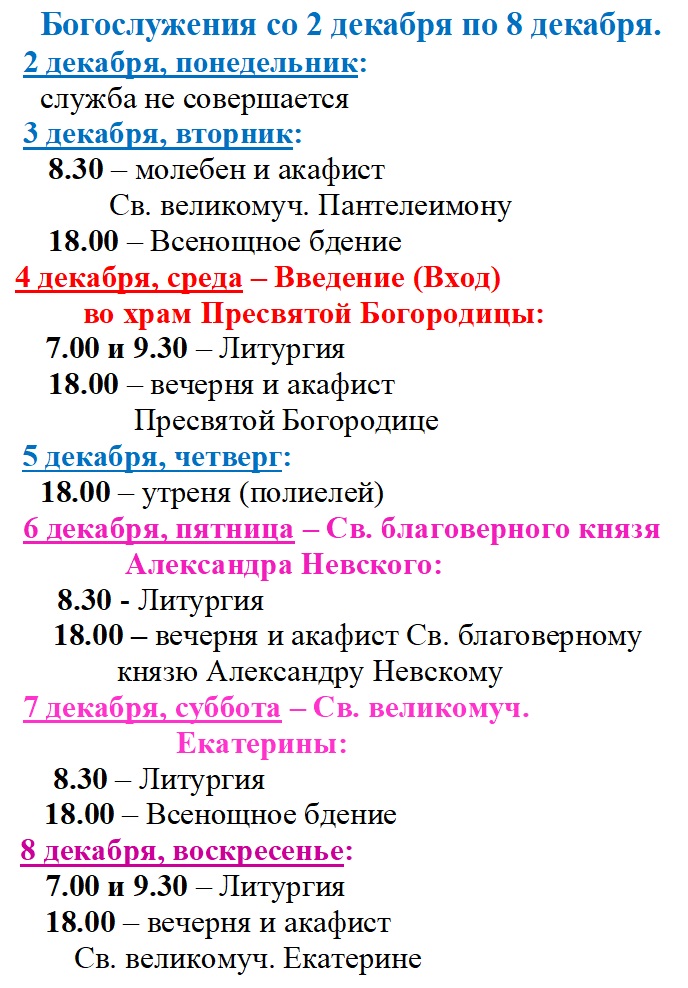 Богослужения со 2 декабря по 8 декабря.
2 декабря, понедельник:
служба не совершается
3 декабря, вторник:
8.30 – молебен и акафист
Св. великомуч. Пантелеимону
18.00 – Всенощное бдение
4 декабря, среда – Введение (Вход)
во храм Пресвятой Богородицы:
7.00 и 9.30 – Литургия
18.00 – вечерня и акафист
Пресвятой Богородице
5 декабря, четверг:
18.00 – утреня (полиелей)
6 декабря, пятница – Св. благоверного князя
Александра Невского:
8.30 - Литургия
18.00 – вечерня и акафист Св. благоверному
князю Александру Невскому
7 декабря, суббота – Св. великомуч.
Екатерины:
8.30 – Литургия
18.00 – Всенощное бдение
8 декабря, воскресенье:
7.00 и 9.30 – Литургия
18.00 – вечерня и акафист
Св. великомуч. Екатерине